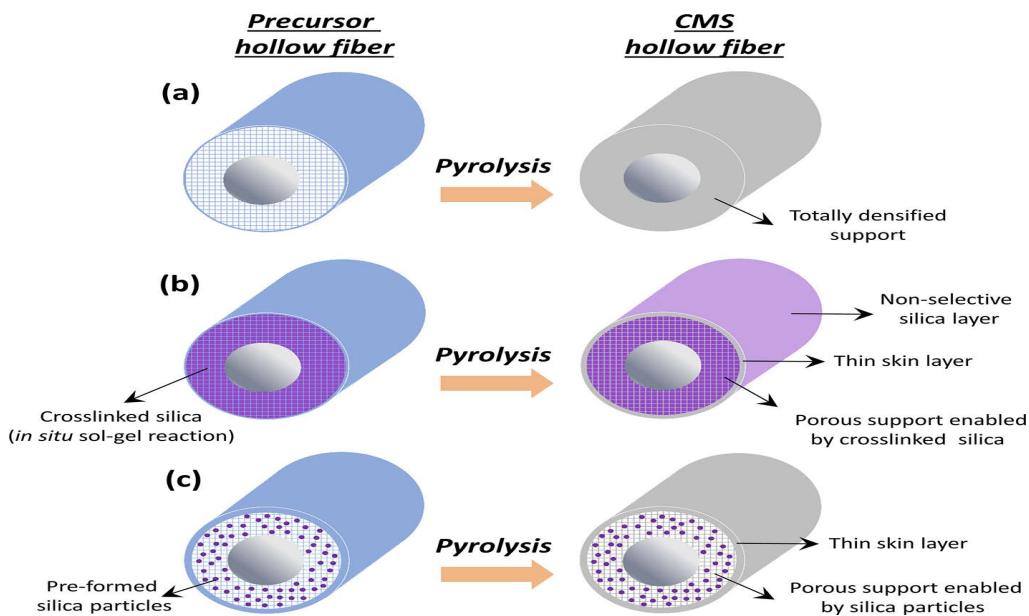 Precursor
hollow fiber
CMS
hollow fiber
(a)
Pyrolysis
Totally densified
support
(b)
Pyrolysis
Non-selective
silica layer
Thin skin layer
Crosslinked silica
(in situ sol-gel reaction)
Porous support enabled
by crosslinked silica
(c)
Pyrolysis
Thin skin layer
Pre-formed
silica particles
Porous support enabled
by silica particles